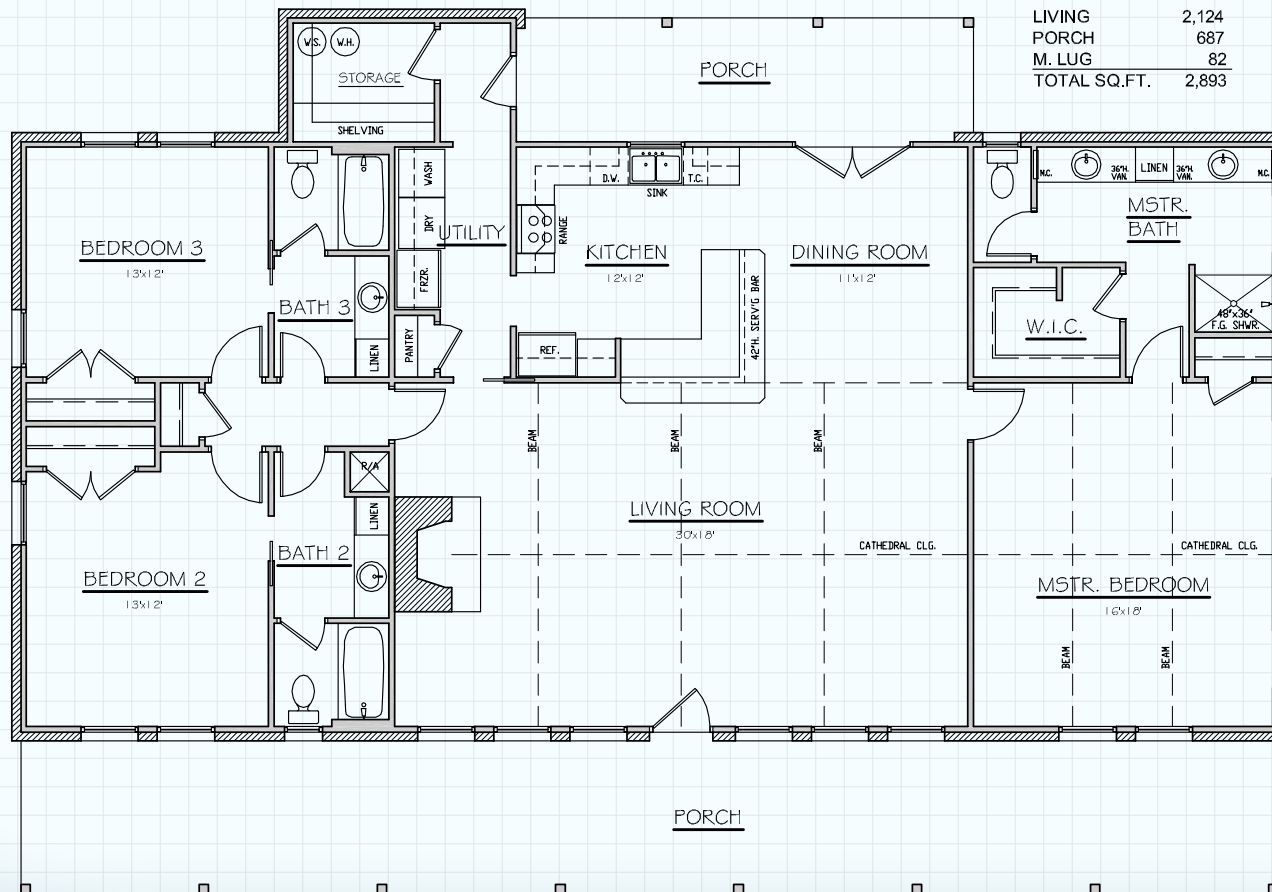 LIVING 2,124
PORCH 687
M. LUG 82
TOTAL SQ.FT. 2,893
W.S. W.H.
STORAGE
SHELVING
PORCH
WASH
DRY
UTILITY
FRZR.
PANTRY
D.W.
SINK
T.C.
RANGE
KITCHEN
12'x12'
REF.
42"H. SERV'G BAR
DINING ROOM
11'x12'
M.C.
36"H. VAN.
LINEN
36"H. VAN.
M.C.
MSTR.
BATH
W.I.C.
48"x36"
F.G. SHWR.
BEDROOM 3
13'x12'
BATH 3
LINEN
R/A
LINEN
BATH 2
BEDROOM 2
13'x12'
BEAM
BEAM
BEAM
LIVING ROOM
30'x18'
CATHEDRAL CLG.
CATHEDRAL CLG.
MSTR. BEDROOM
16'x18'
BEAM
BEAM
PORCH